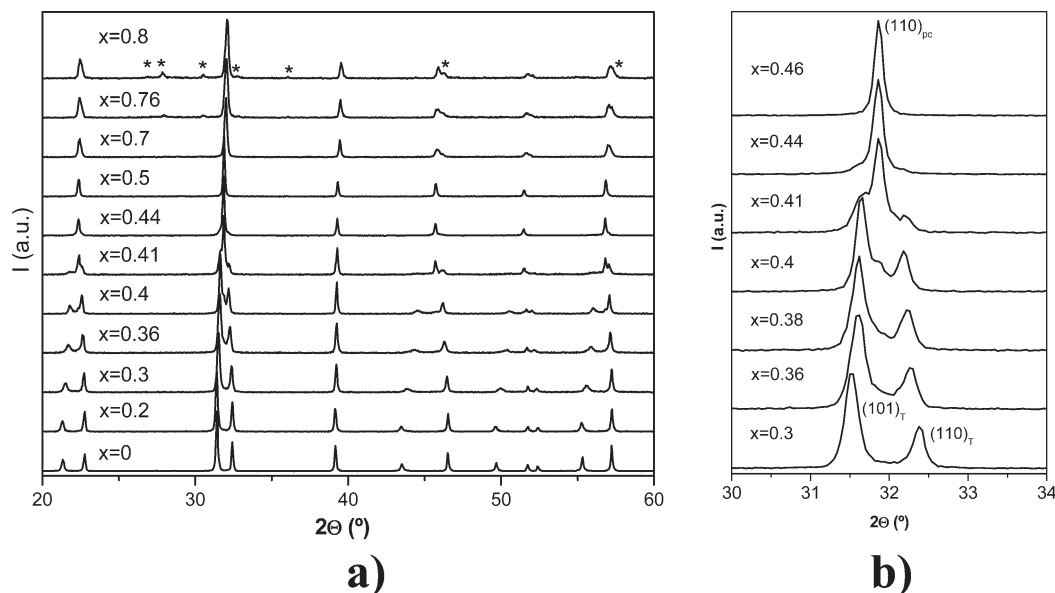 x=0.8
* * * * * * *
x=0.76
x=0.7
x=0.5
x=0.44
x=0.41
x=0.4
x=0.36
x=0.3
x=0.2
x=0
I (a.u.)
20 30 40 50 60
2Θ (º)
a)
(110)pc
x=0.46
x=0.44
x=0.41
x=0.4
x=0.38
x=0.36
(101)T
(110)T
x=0.3
I (a.u.)
30 31 32 33 34
2Θ (º)
b)